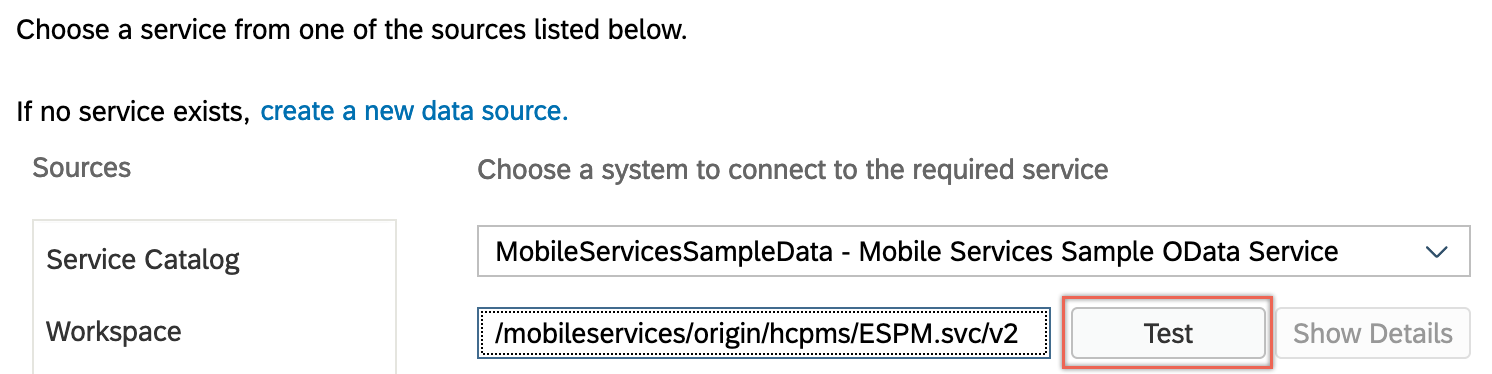 Choose a service from one of the sources listed below.
If no service exists, create a new data source.
Sources
Choose a system to connect to the required service
Service Catalog
MobileServicesSampleData - Mobile Services Sample OData Service
Workspace
/mobileservices/origin/hcpms/ESPM.svc/v2
Test
Show Details